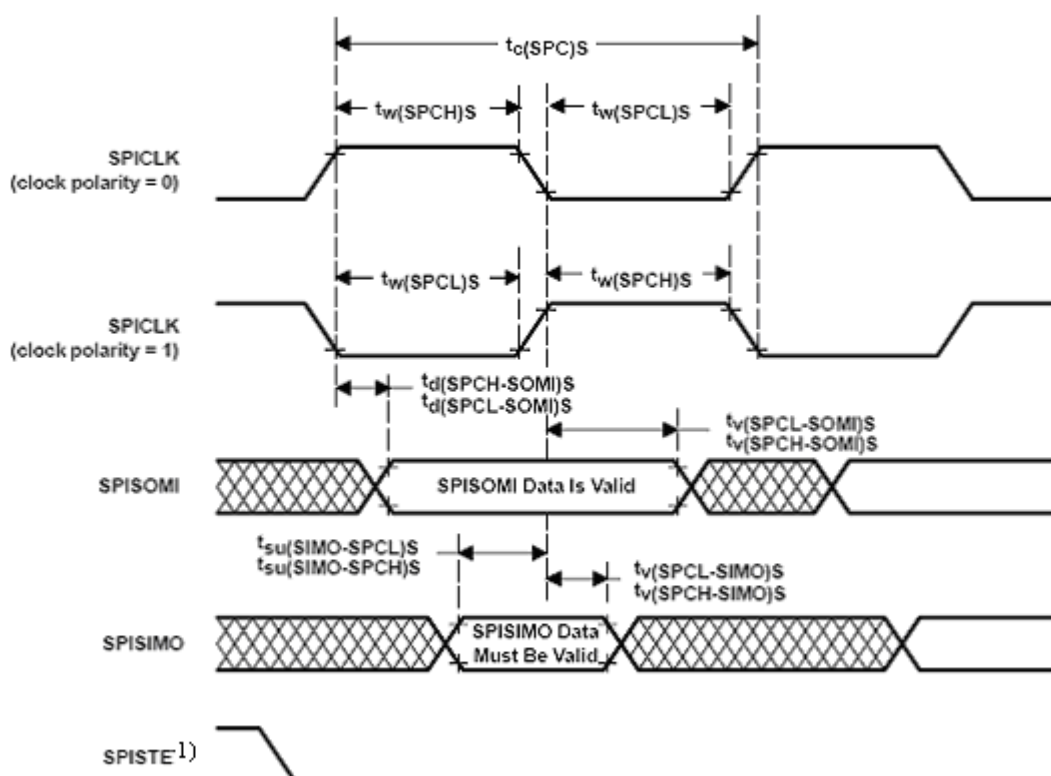 tc(SPC)S
tw(SPCH)S
tw(SPCL)S
SPICLK
(clock polarity = 0)
tw(SPCL)S
tw(SPCH)S
SPICLK
(clock polarity = 1)
td(SPCH-SOMI)S
td(SPCL-SOMI)S
tv(SPCL-SOMI)S
tv(SPCH-SOMI)S
SPISOMI
SPISOMI Data Is Valid
tsu(SIMO-SPCL)S
tsu(SIMO-SPCH)S
tv(SPCL-SIMO)S
tv(SPCH-SIMO)S
SPISIMO
SPISIMO Data
Must Be Valid
SPISTE1)